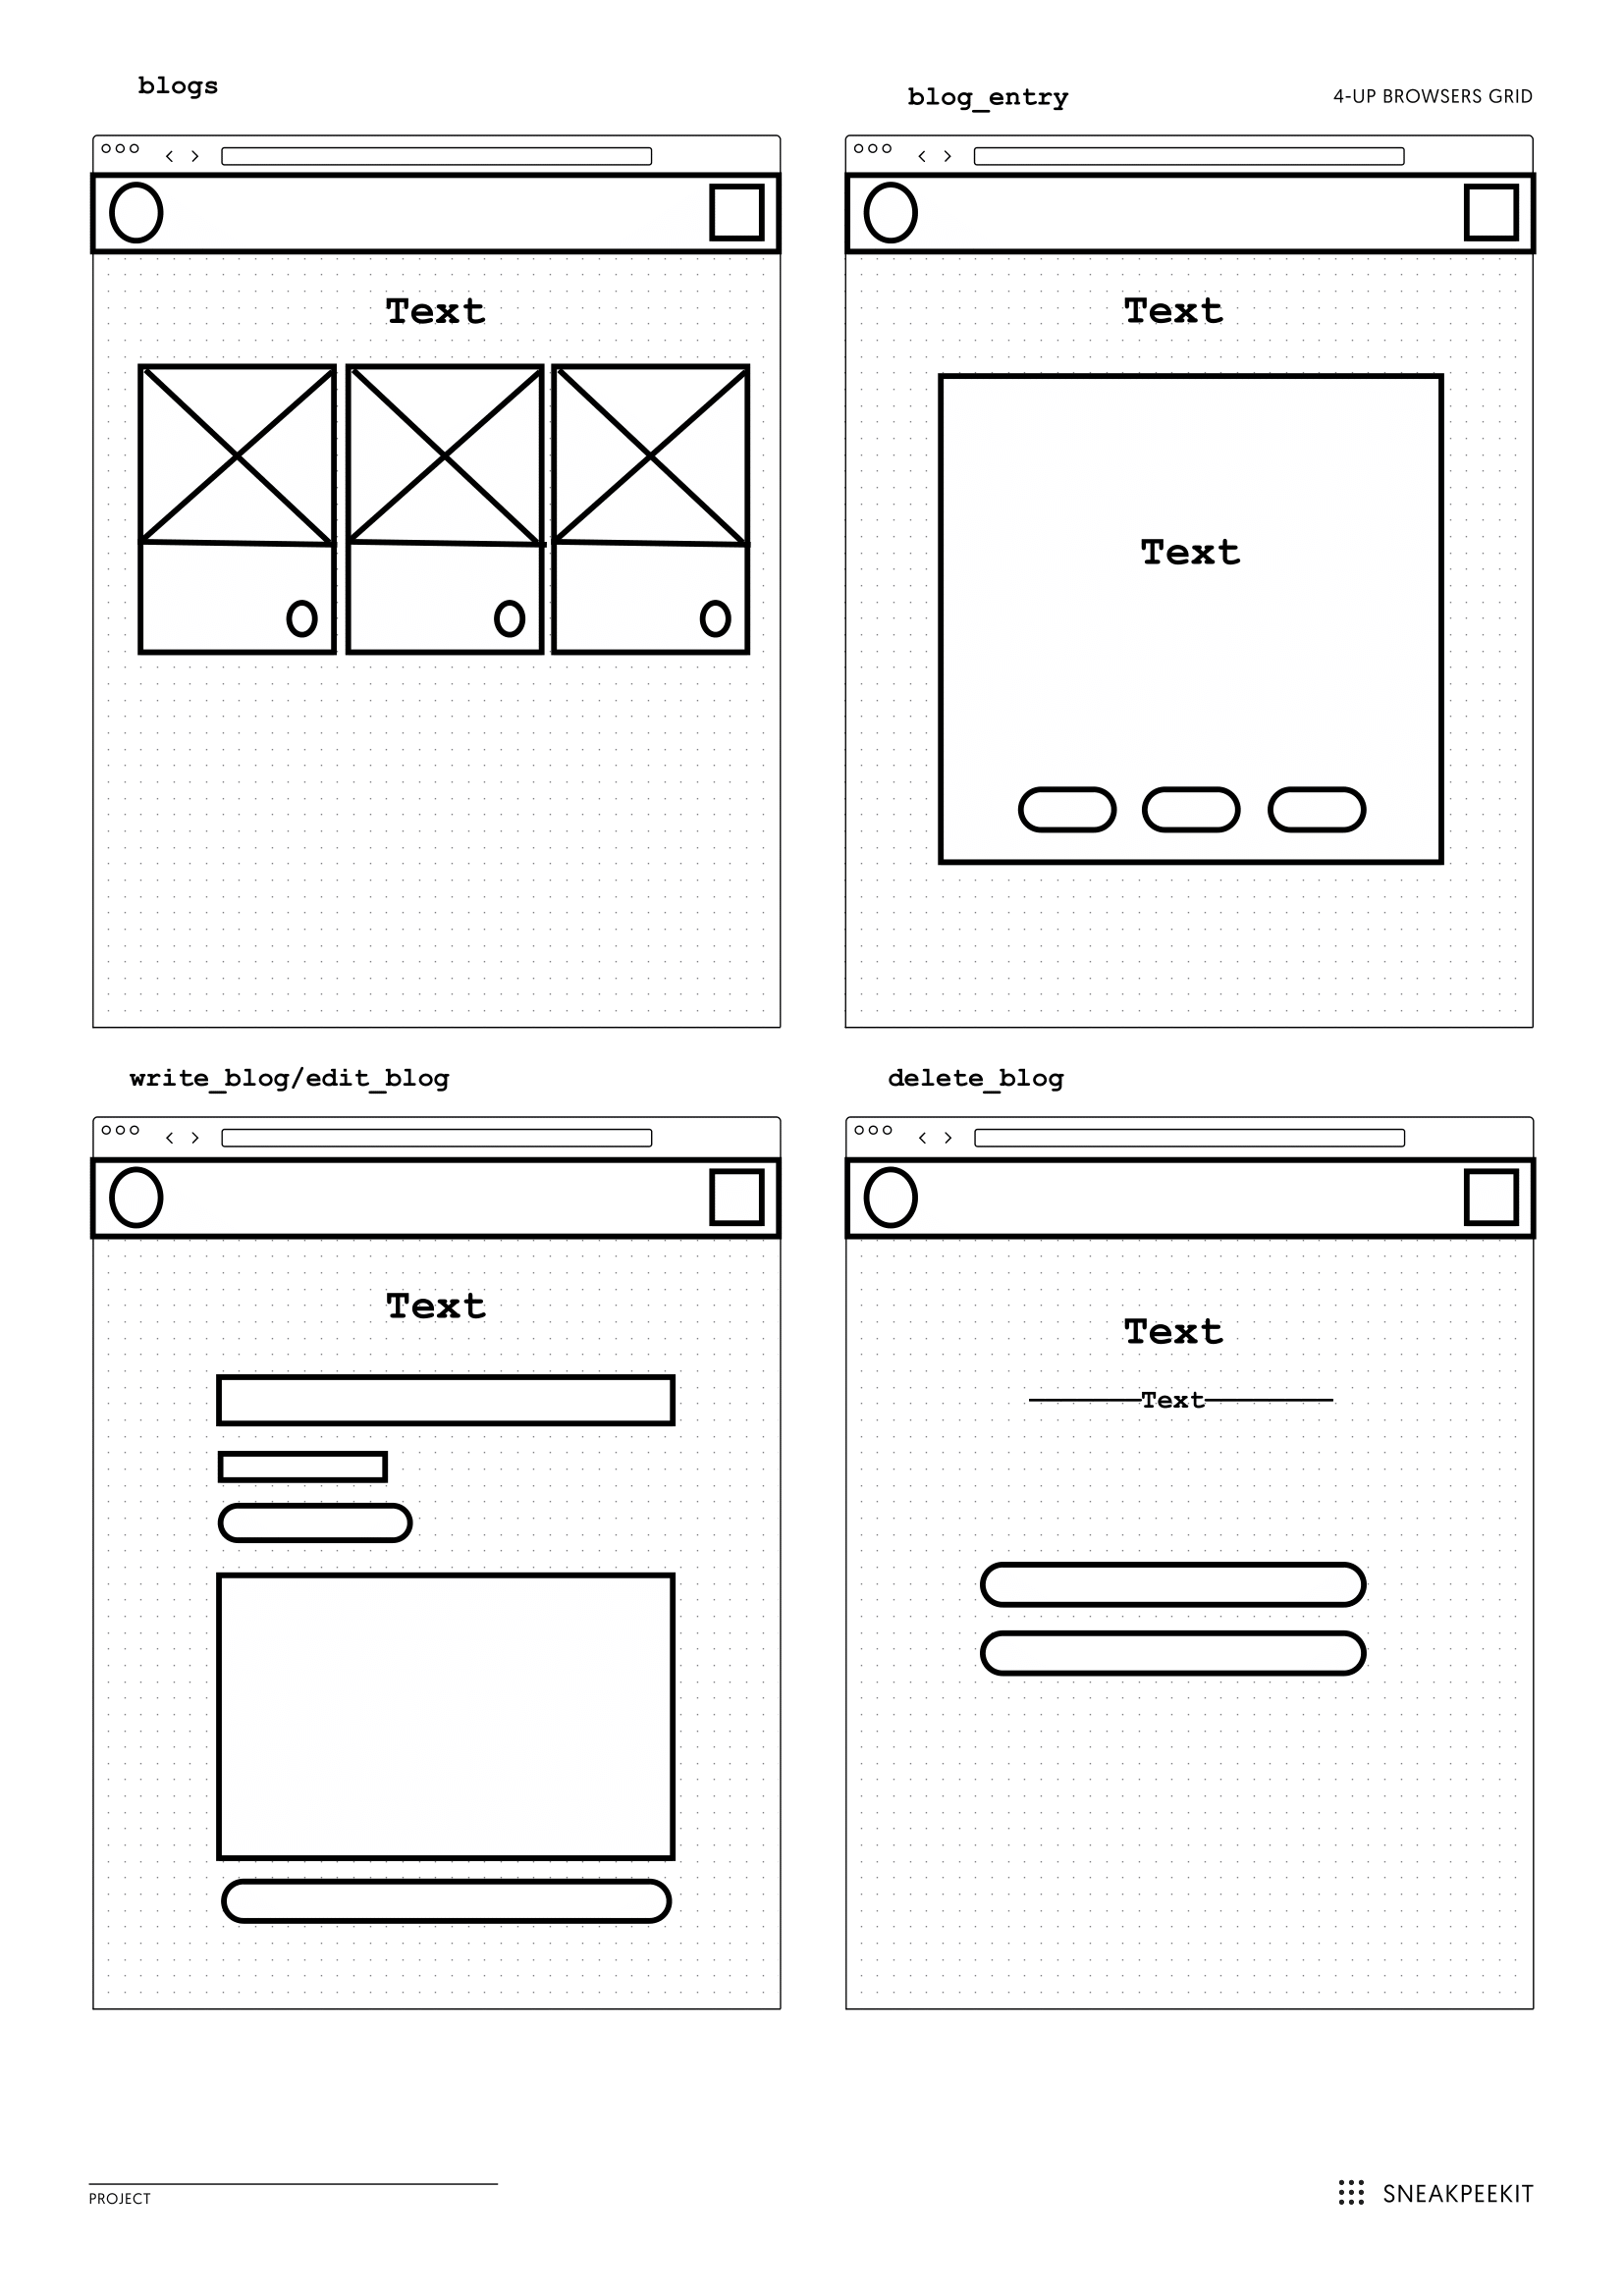 blogs
blog_entry
4-UP BROWSERS GRID
Text
Text
Text
write_blog/edit_blog
delete_blog
Text
Text
Text
PROJECT
SNEAKPEEKIT